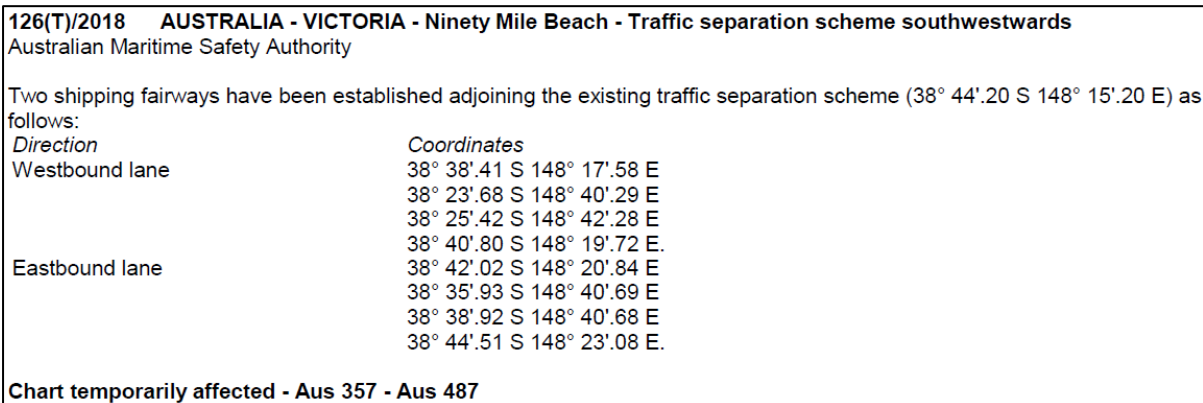 126(T)/2018 AUSTRALIA - VICTORIA - Ninety Mile Beach - Traffic separation scheme southwestwards
Australian Maritime Safety Authority
Two shipping fairways have been established adjoining the existing traffic separation scheme (38° 44'.20 S 148° 15'.20 E) as
follows:
Direction Coordinates
Westbound lane 38° 38'.41 S 148° 17'.58 E
38° 23'.68 S 148° 40'.29 E
38° 25'.42 S 148° 42'.28 E
38° 40'.80 S 148° 19'.72 E.
Eastbound lane 38° 42'.02 S 148° 20'.84 E
38° 35'.93 S 148° 40'.69 E
38° 38'.92 S 148° 40'.68 E
38° 44'.51 S 148° 23'.08 E.
Chart temporarily affected - Aus 357 - Aus 487